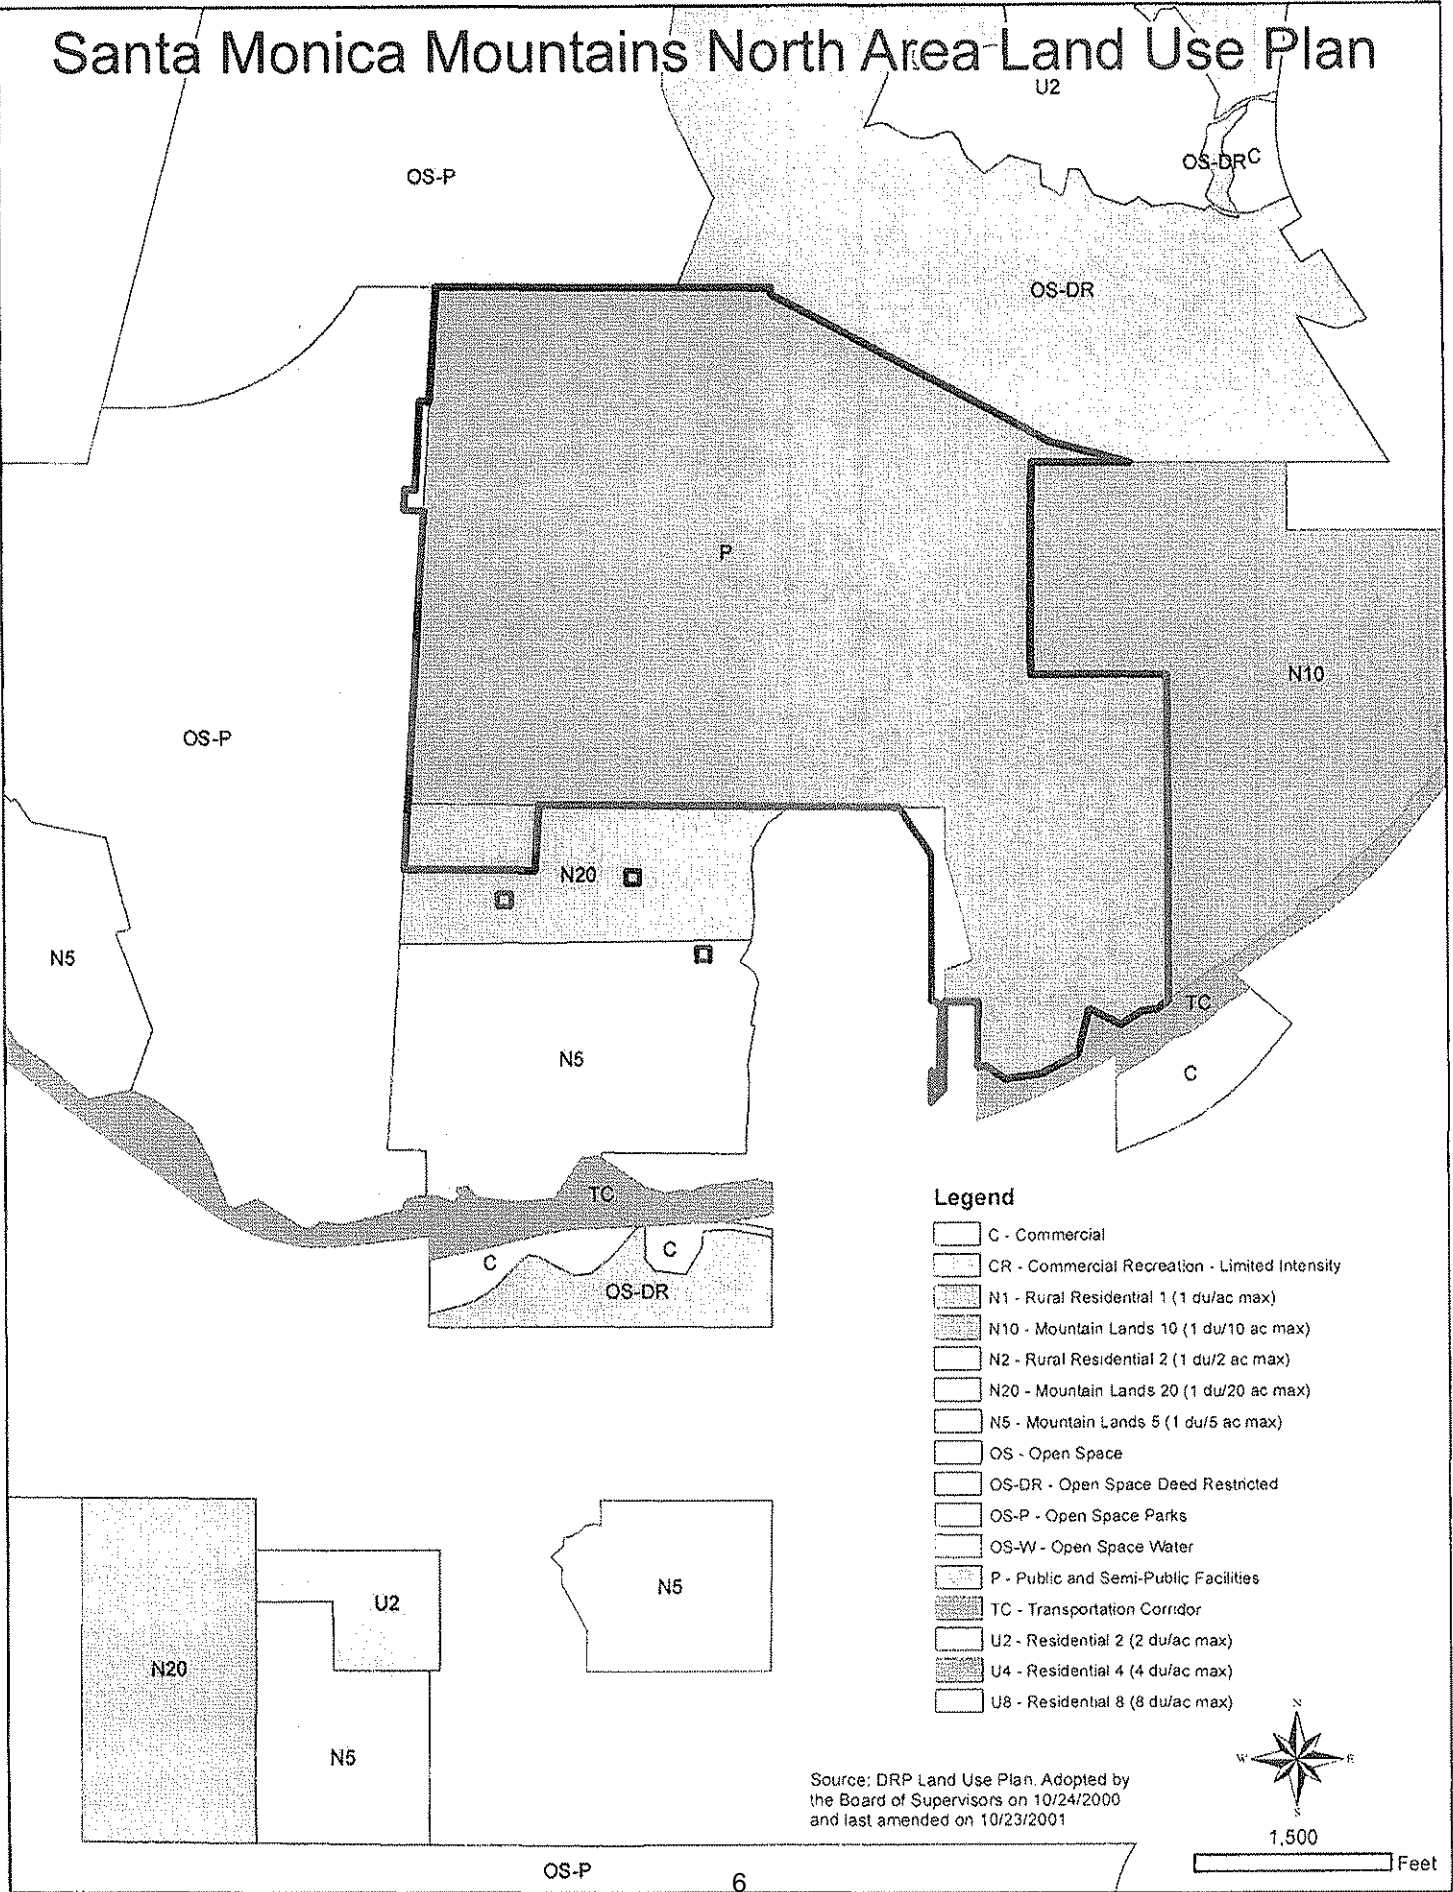 Santa Monica Mountains North Area Land Use Plan
U2
OS-P
OS-DR
C
OS-DR
P
N10
OS-P
N20
N5
TC
N5
C
TC
C
C
OS-DR
Legend
C - Commercial
CR - Commercial Recreation - Limited Intensity
N1 - Rural Residential 1 (1 du/ac max)
N10 - Mountain Lands 10 (1 du/10 ac max)
N2 - Rural Residential 2 (1 du/2 ac max)
N20 - Mountain Lands 20 (1 du/20 ac max)
N5 - Mountain Lands 5 (1 du/5 ac max)
OS - Open Space
OS-DR - Open Space Deed Restricted
OS-P - Open Space Parks
OS-W - Open Space Water
P - Public and Semi-Public Facilities
TC - Transportation Corridor
U2 - Residential 2 (2 du/ac max)
U4 - Residential 4 (4 du/ac max)
U8 - Residential 8 (8 du/ac max)
N5
U2
N20
N5
N
W
E
S
Source: DRP Land Use Plan. Adopted by
the Board of Supervisors on 10/24/2000
and last amended on 10/23/2001
1,500
Feet
OS-P
6